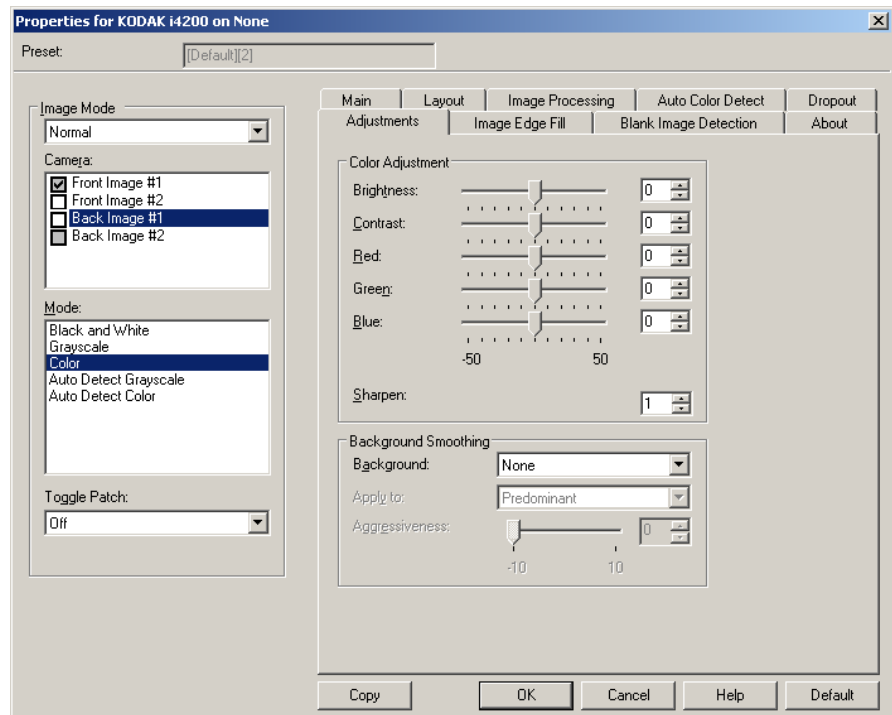 Properties for KODAK i4200 on None
Preset:
[Default][2]
Image Mode
Normal
Camera:
Front Image #1
Front Image #2
Back Image #1
Back Image #2
Mode:
Black and White
Grayscale
Color
Auto Detect Grayscale
Auto Detect Color
Toggle Patch:
Off
Main
Layout
Image Processing
Auto Color Detect
Dropout
Adjustments
Image Edge Fill
Blank Image Detection
About
Color Adjustment
Brightness:
0
Contrast:
0
Red:
0
Green:
0
Blue:
0
-50
50
Sharpen:
1
Background Smoothing
Background:
None
Apply to:
Predominant
Aggressiveness:
0
-10
10
Copy
OK
Cancel
Help
Default